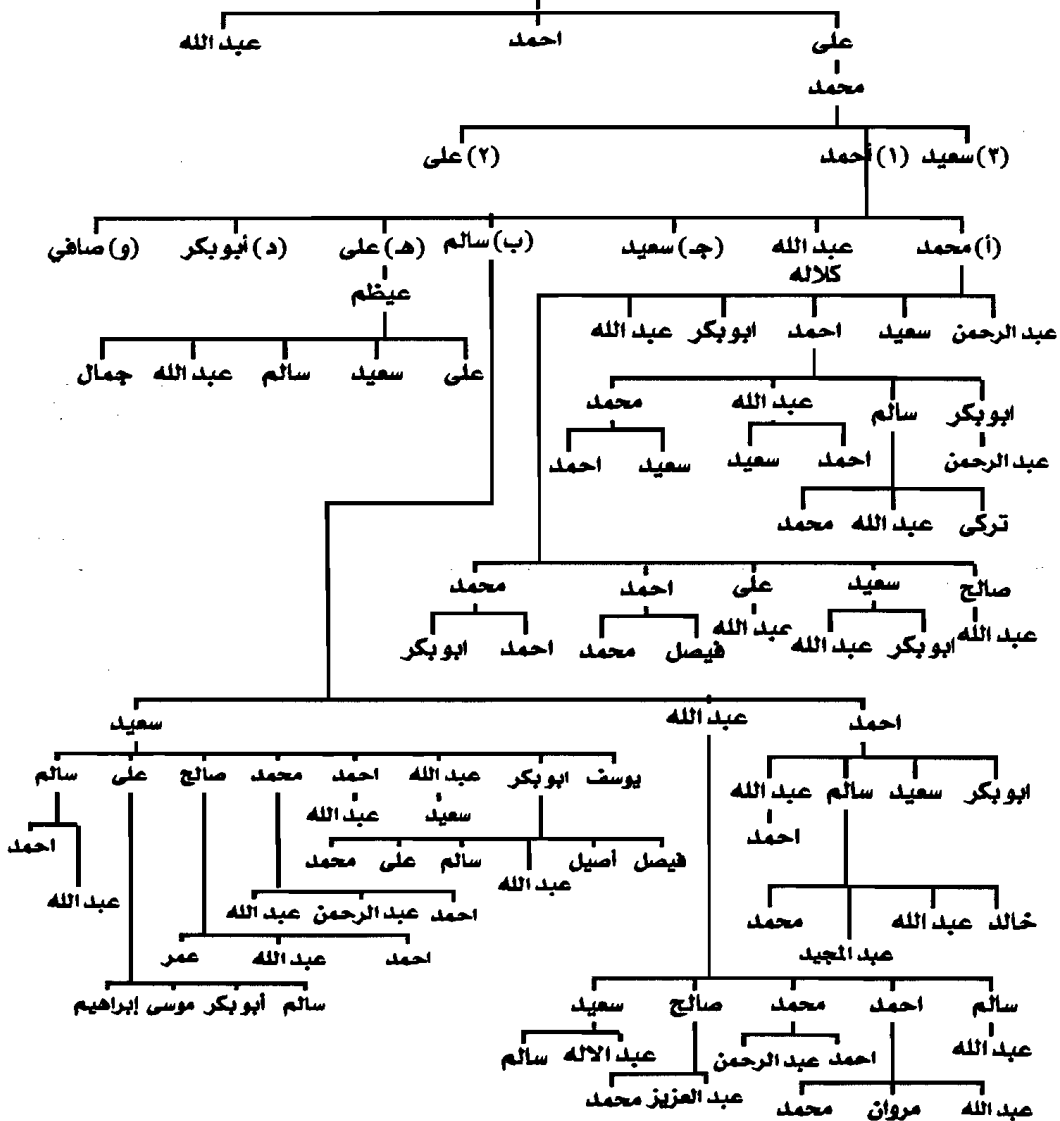 على احمد عبد الله
محمد
(٣) سعيد (١) أحمد (٢) على
(أ) محمد عبد الله (جـ) سعيد (ب) سالم (هـ) على (د) أبو بكر (و) صافي
كلاله
عيظم
عبد الرحمن سعيد احمد ابو بكر عبد الله
على سعيد سالم عبد الله جمال
ابو بكر سالم عبد الله محمد
عبد الرحمن احمد سعيد سعيد احمد
تركى عبد الله محمد
صالح سعيد على احمد محمد
عبد الله ابو بكر عبد الله عبد الله فيصل محمد احمد ابو بكر
احمد عبد الله سعيد
يوسف ابو بكر عبد الله احمد محمد صالح على سالم
ابو بكر سعيد سالم عبد الله
سعيد عبد الله
احمد
احمد
فيصل أصيل عبد الله سالم على محمد
عبد الله
خالد عبد الله محمد
احمد عبد الرحمن عبد الله
عبد المجيد
احمد عبد الله عمر
سالم أبو بكر موسى إبراهيم
سالم احمد محمد صالح سعيد
عبد الله احمد عبد الرحمن عبد الاله سالم
عبد الله مروان محمد عبد العزيز محمد